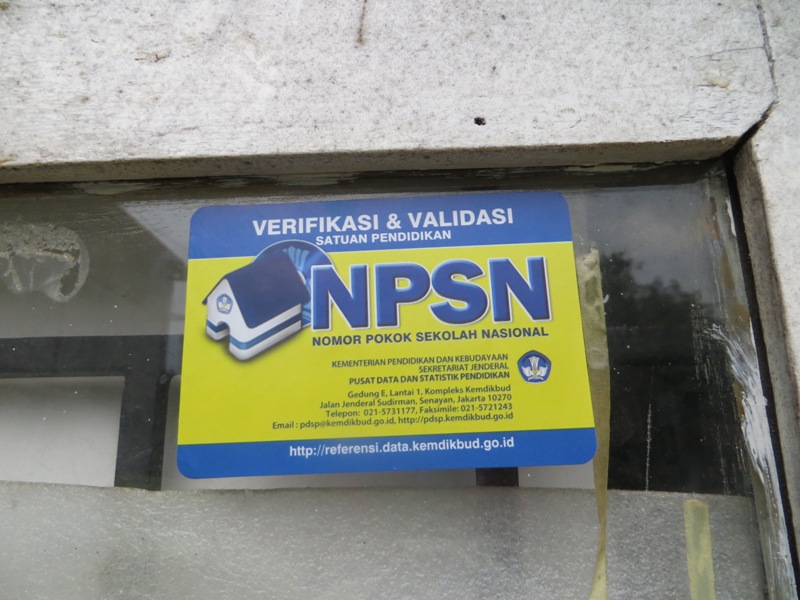 VERIFIKASI & VALIDASI
SATUAN PENDIDIKAN
NPSN
NOMOR POKOK SEKOLAH NASIONAL
KEMENTERIAN PENDIDIKAN DAN KEBUDAYAAN
SEKRETARIAT JENDERAL
PUSAT DATA DAN STATISTIK PENDIDIKAN
Gedung E, Lantai 1, Kompleks Kemdikbud
Jalan Jenderal Sudirman, Senayan, Jakarta 10270
Telepon: 021-5731177, Faksimile: 021-5721243
Email : pdsp@kemdikbud.go.id, http://pdsp.kemdikbud.go.id
http://referensi.data.kemdikbud.go.id